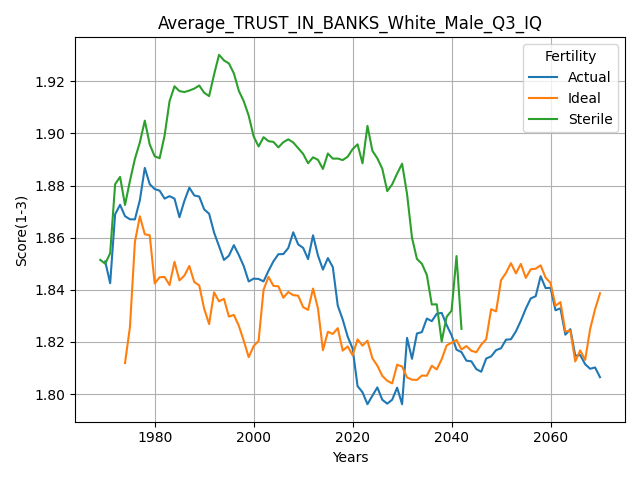 Average_TRUST_IN_BANKS_White_Male_Q3_IQ
Fertility
Actual
Ideal
Sterile
Score(1-3)
1.92
1.90
1.88
1.86
1.84
1.82
1.80
1980
2000
2020
2040
2060
Years